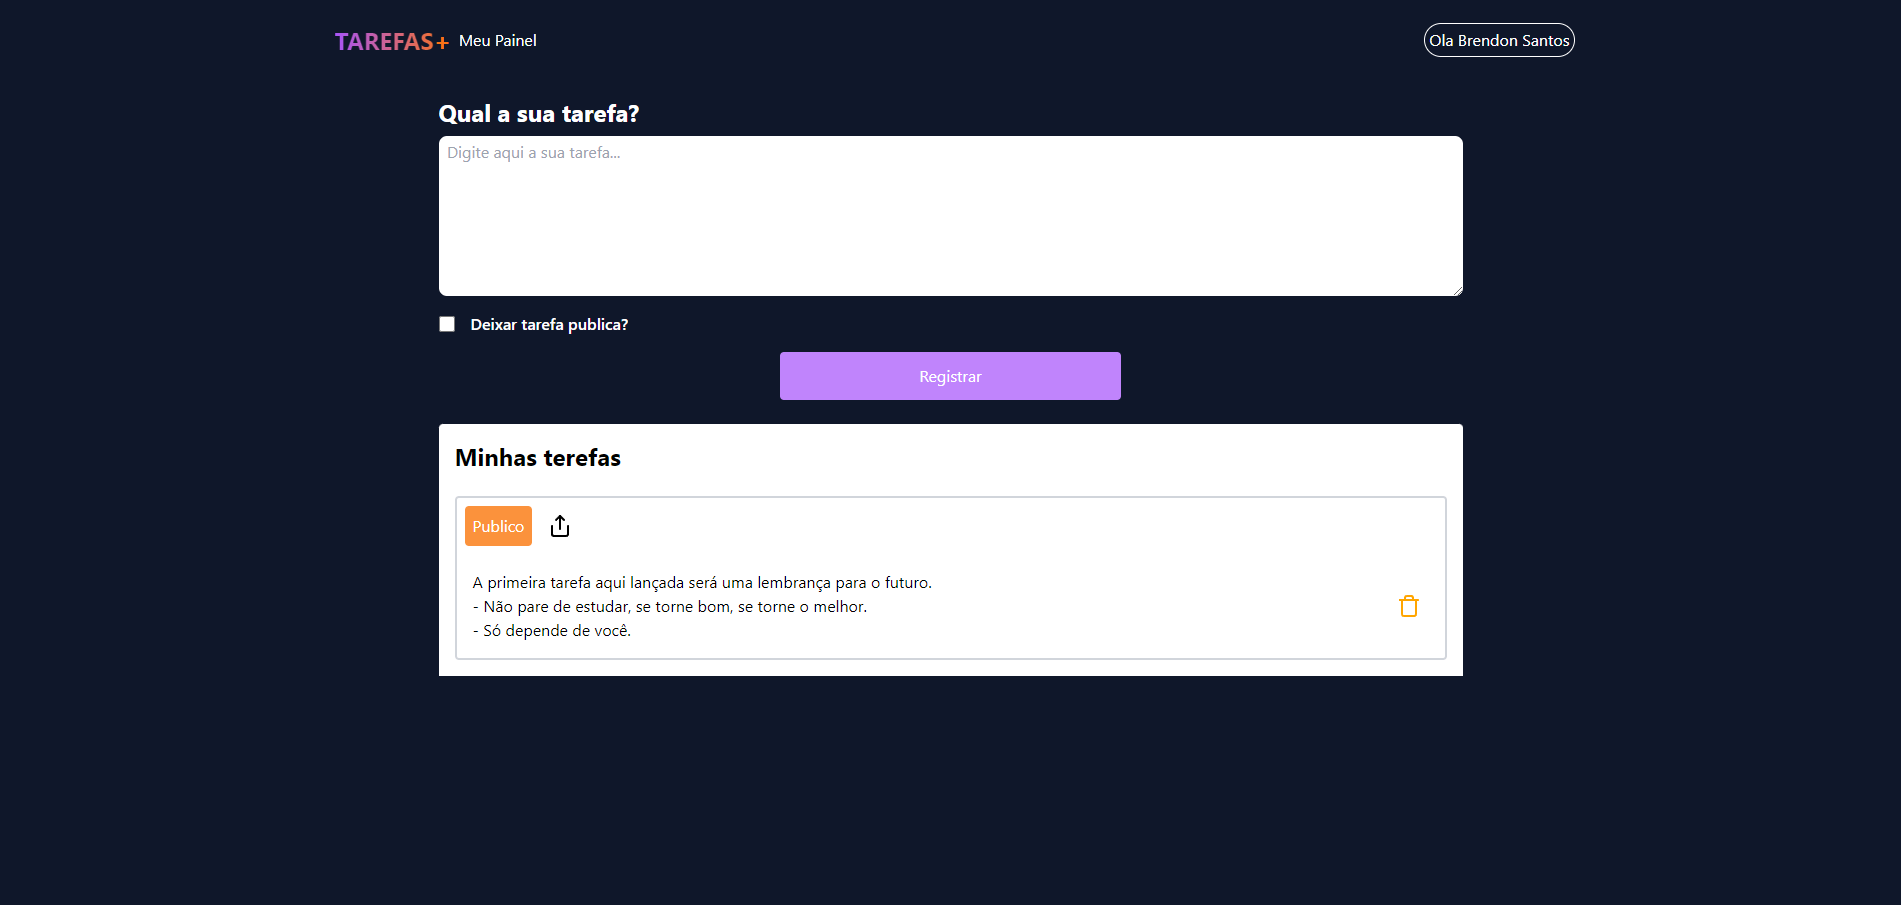 TAREFAS+ Meu Painel Ola Brendon Santos
Qual a sua tarefa?
Digite aqui a sua tarefa...
Deixar tarefa publica?
Registrar
Minhas terefas
Publico
A primeira tarefa aqui lançada será uma lembrança para o futuro.
- Não pare de estudar, se torne bom, se torne o melhor.
- Só depende de você.